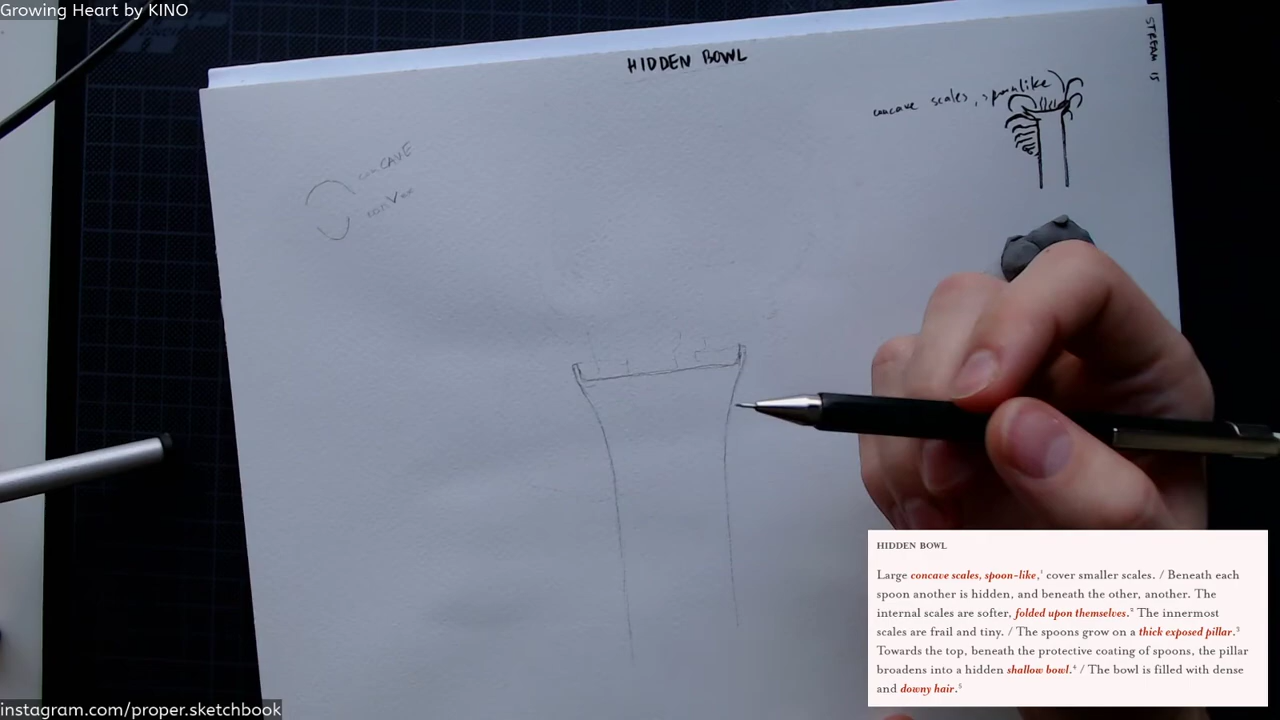 Growing Heart by KINO
HIDDEN BOWL
STREAM 15
concave scales, spoonlike
conCAVE
conVex
HIDDEN BOWL
Large concave scales, spoon-like,¹ cover smaller scales. / Beneath each
spoon another is hidden, and beneath the other, another. The
internal scales are softer, folded upon themselves.² The innermost
scales are frail and tiny. / The spoons grow on a thick exposed pillar.³
Towards the top, beneath the protective coating of spoons, the pillar
broadens into a hidden shallow bowl.⁴ / The bowl is filled with dense
and downy hair.⁵
instagram.com/proper.sketchbook